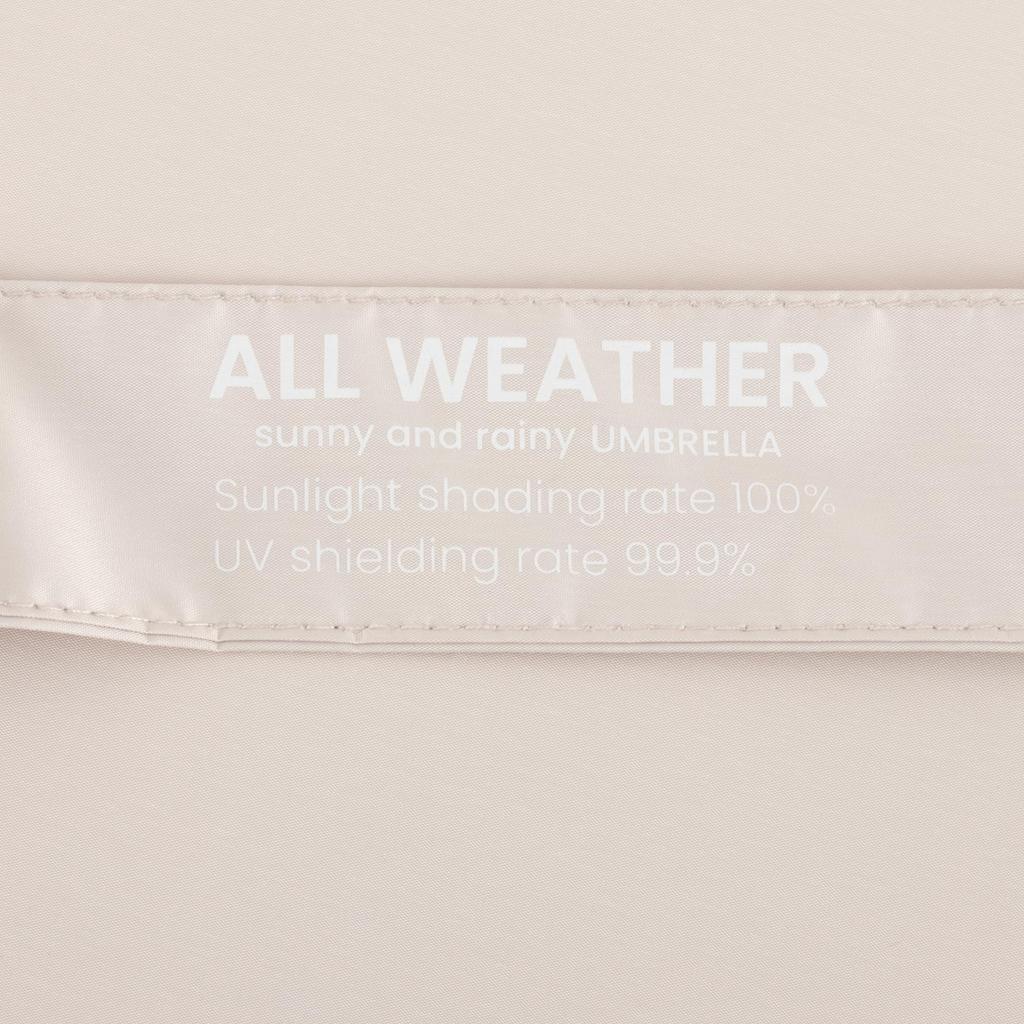 ALL WEATHER
sunny and rainy UMBRELLA
Sunlight shading rate 100%
UV shielding rate 99.9%